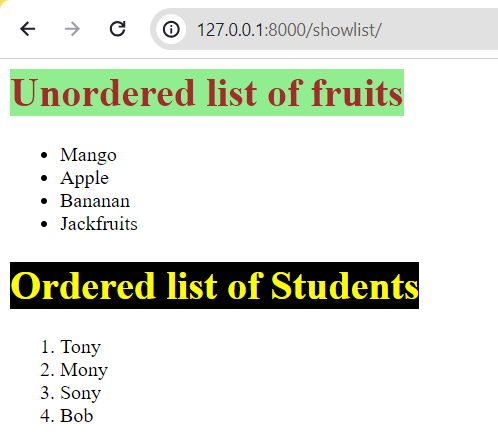 127.0.0.1:8000/showlist/
Unordered list of fruits
• Mango
• Apple
• Bananan
• Jackfruits
Ordered list of Students
1. Tony
2. Mony
3. Sony
4. Bob